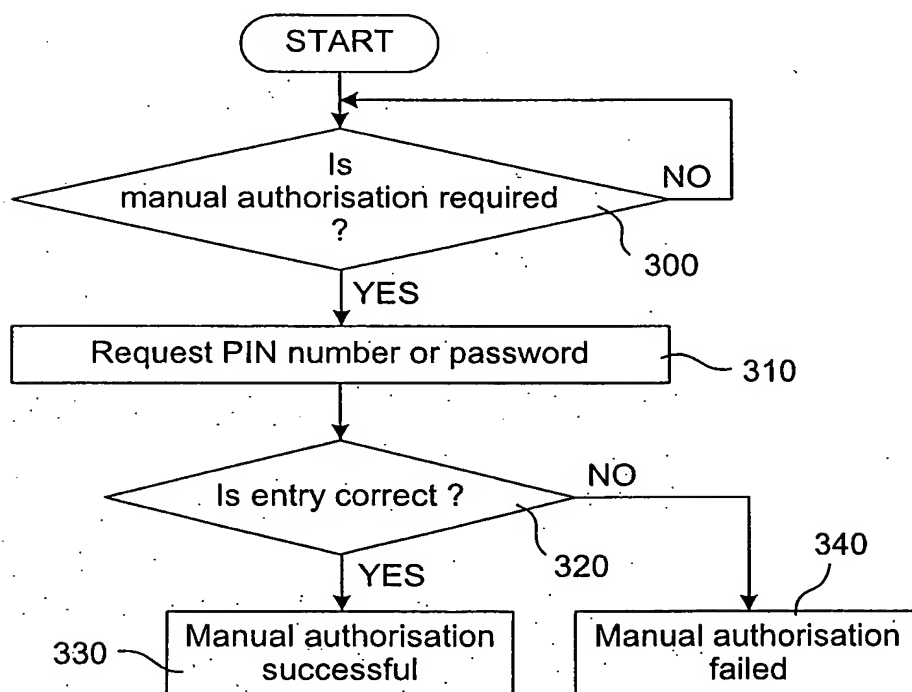 START
Is
manual authorisation required
?
NO
300
YES
Request PIN number or password
310
Is entry correct ?
NO
320
YES
340
330
Manual authorisation
successful
Manual authorisation
failed